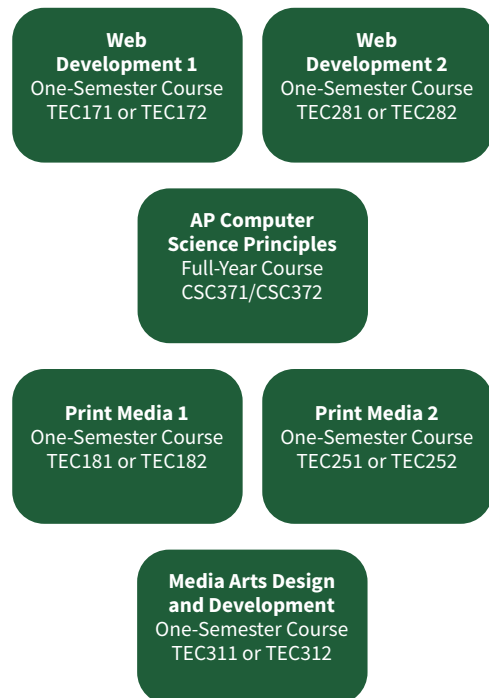 Web
Development 1
One-Semester Course
TEC171 or TEC172
Web
Development 2
One-Semester Course
TEC281 or TEC282
AP Computer
Science Principles
Full-Year Course
CSC371/CSC372
Print Media 1
One-Semester Course
TEC181 or TEC182
Print Media 2
One-Semester Course
TEC251 or TEC252
Media Arts Design
and Development
One-Semester Course
TEC311 or TEC312